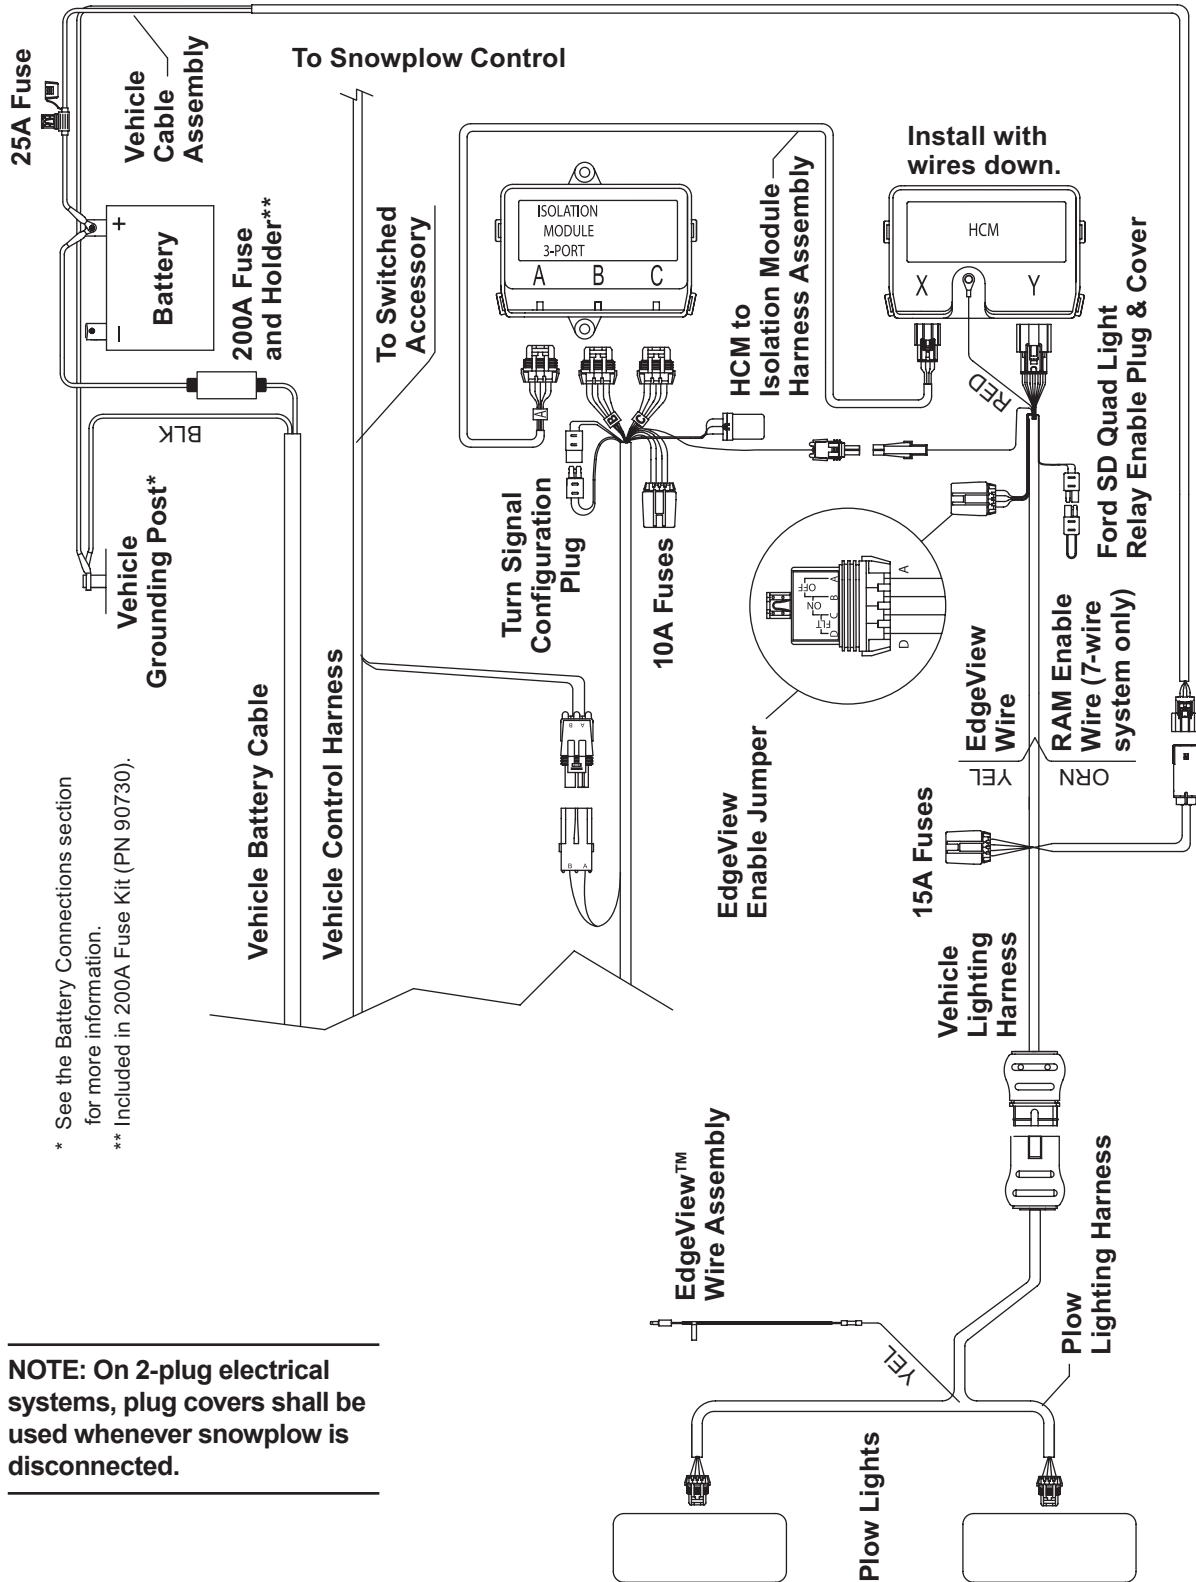 25A Fuse
Vehicle
Cable
Assembly
To Snowplow Control
+
−
Battery
200A Fuse
and Holder**
BLK
Vehicle
Grounding Post*
To Switched
Accessory
ISOLATION
MODULE
3-PORT
A B C
Install with
wires down.
HCM
X Y
HCM to
Isolation Module
Harness Assembly
RED
A
B
C
Turn Signal
Configuration
Plug
10A Fuses
Ford SD Quad Light
Relay Enable Plug & Cover
Vehicle Battery Cable
Vehicle Control Harness
B A
B A
D C B A
FLT ON OFF
D A
EdgeView
Enable Jumper
EdgeView
Wire
YEL
RAM Enable
Wire (7-wire
system only)
ORN
15A Fuses
Vehicle
Lighting
Harness
* See the Battery Connections section
for more information.
** Included in 200A Fuse Kit (PN 90730).
EdgeView™
Wire Assembly
YEL
Plow
Lighting Harness
Plow Lights
NOTE: On 2-plug electrical
systems, plug covers shall be
used whenever snowplow is
disconnected.